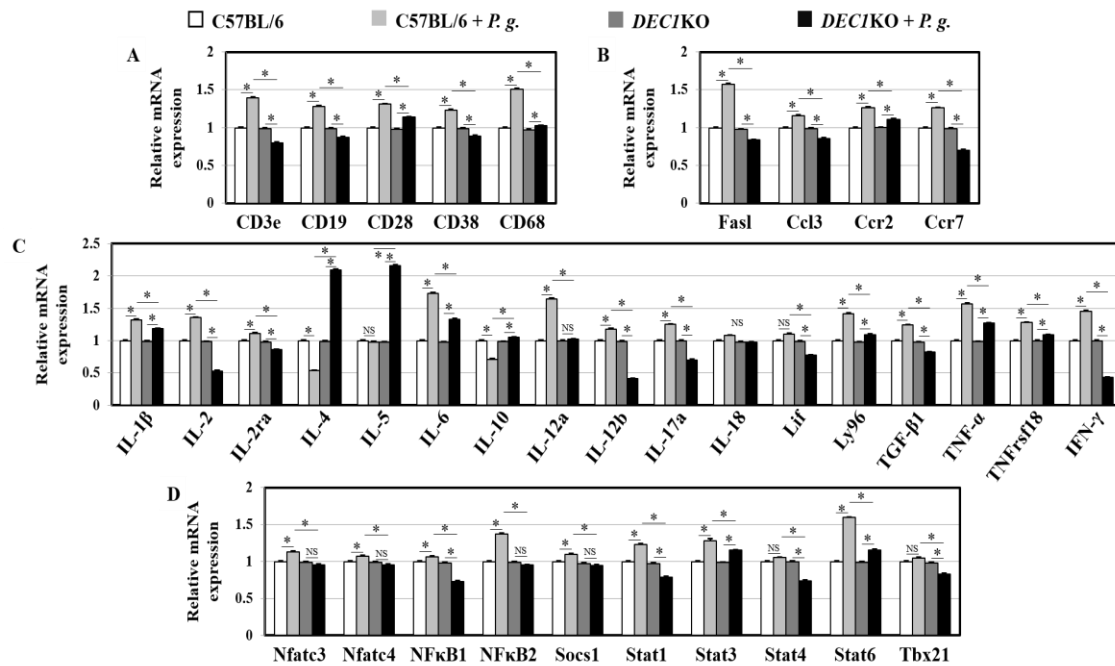 C57BL/6 C57BL/6 + P. g. DEC1KO DEC1KO + P. g.
A
Relative mRNA
expression
2
1.5
1
0.5
0
* * * * * * * * * * * * * * *
CD3e CD19 CD28 CD38 CD68
B
Relative mRNA
expression
2
1.5
1
0.5
0
* * * * * * * * * * * *
Fasl Ccl3 Ccr2 Ccr7
C
Relative mRNA
expression
2.5
2
1.5
1
0.5
0
* * * * * * * * * * * * NS * * * * * * * * * * * NS * * * * * * NS NS * * * * * * * * * * * * * * * * *
IL-1β IL-2 IL-2ra IL-4 IL-5 IL-6 IL-10 IL-12a IL-12b IL-17a IL-18 Lif Ly96 TGF-β1 TNF-α TNFrsf18 IFN-γ
D
Relative mRNA
expression
2
1.5
1
0.5
0
* * NS * * NS * * * * * NS * * NS * * * * * * NS * * * * * NS * *
Nfatc3 Nfatc4 NFκB1 NFκB2 Socs1 Stat1 Stat3 Stat4 Stat6 Tbx21